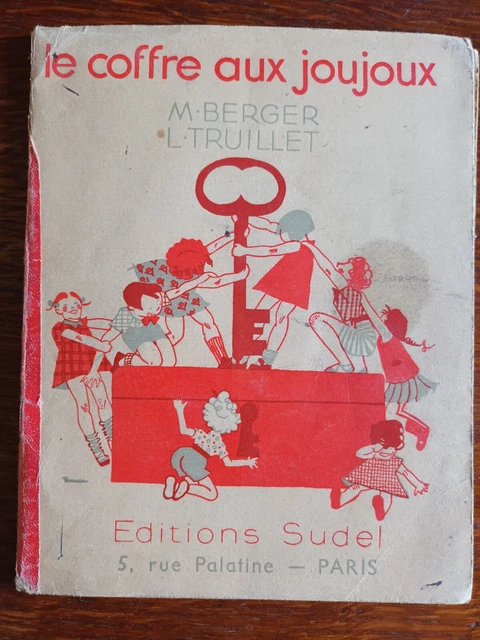 le coffre aux joujoux
M·BERGER
L·TRUILLET
Editions Sudel
5, rue Palatine — PARIS